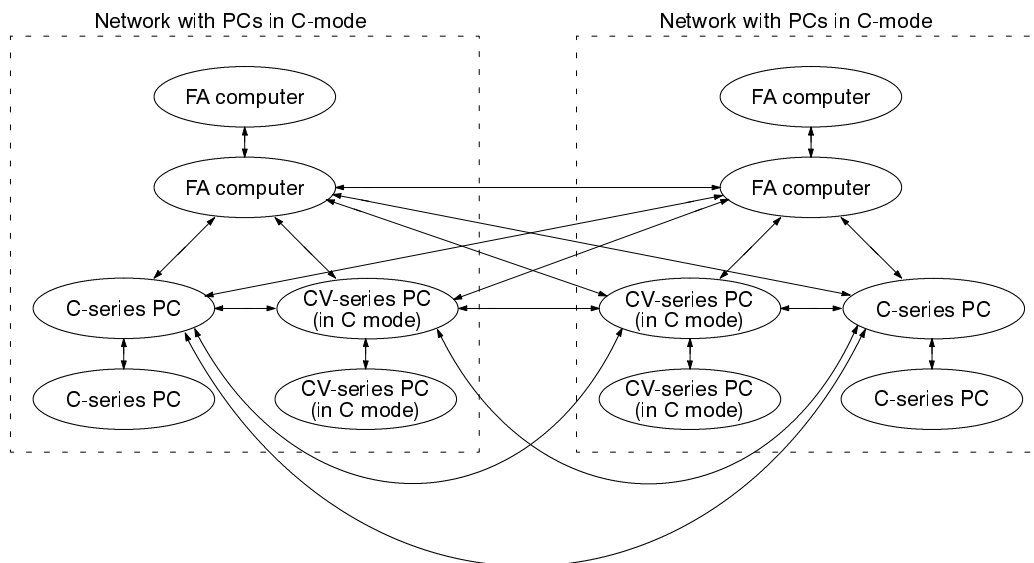 Network with PCs in C-mode
Network with PCs in C-mode
FA computer
FA computer
FA computer
FA computer
C-series PC
CV-series PC
(in C mode)
CV-series PC
(in C mode)
C-series PC
C-series PC
CV-series PC
(in C mode)
CV-series PC
(in C mode)
C-series PC